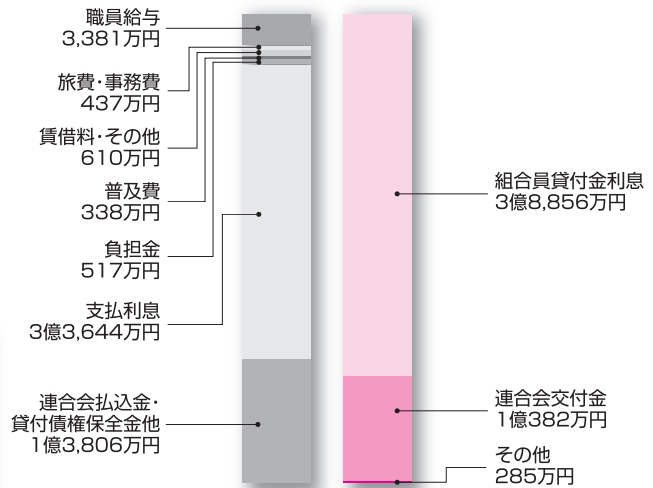 職員給与
3,381万円
旅費・事務費
437万円
賃借料・その他
610万円
普及費
338万円
負担金
517万円
支払利息
3億3,644万円
連合会払込金・
貸付債権保全金他
1億3,806万円
組合員貸付金利息
3億8,856万円
連合会交付金
1億382万円
その他
285万円